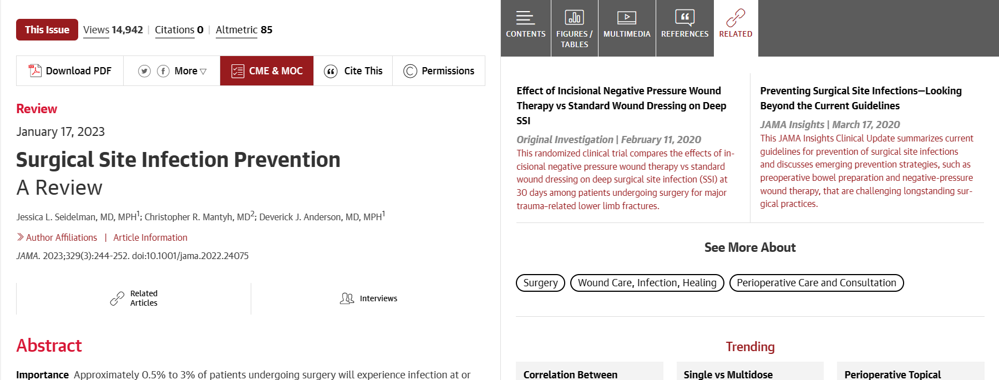 This Issue Views 14,942 | Citations 0 | Altmetric 85
Download PDF More ▽ CME & MOC Cite This Permissions
Review
January 17, 2023
Surgical Site Infection Prevention
A Review
Jessica L. Seidelman, MD, MPH1; Christopher R. Mantyh, MD2; Deverick J. Anderson, MD, MPH1
Author Affiliations | Article Information
JAMA. 2023;329(3):244-252. doi:10.1001/jama.2022.24075
Related
Articles
Interviews
Abstract
Importance Approximately 0.5% to 3% of patients undergoing surgery will experience infection at or
CONTENTS
FIGURES /
TABLES
MULTIMEDIA
REFERENCES
RELATED
Effect of Incisional Negative Pressure Wound
Therapy vs Standard Wound Dressing on Deep
SSI
Original Investigation | February 11, 2020
This randomized clinical trial compares the effects of in-
cisional negative pressure wound therapy vs standard
wound dressing on deep surgical site infection (SSI) at
30 days among patients undergoing surgery for major
trauma-related lower limb fractures.
Preventing Surgical Site Infections—Looking
Beyond the Current Guidelines
JAMA Insights | March 17, 2020
This JAMA Insights Clinical Update summarizes current
guidelines for prevention of surgical site infections
and discusses emerging prevention strategies, such as
preoperative bowel preparation and negative-pressure
wound therapy, that are challenging longstanding sur-
gical practices.
See More About
Surgery
Wound Care, Infection, Healing
Perioperative Care and Consultation
Trending
Correlation Between
Single vs Multidose
Perioperative Topical